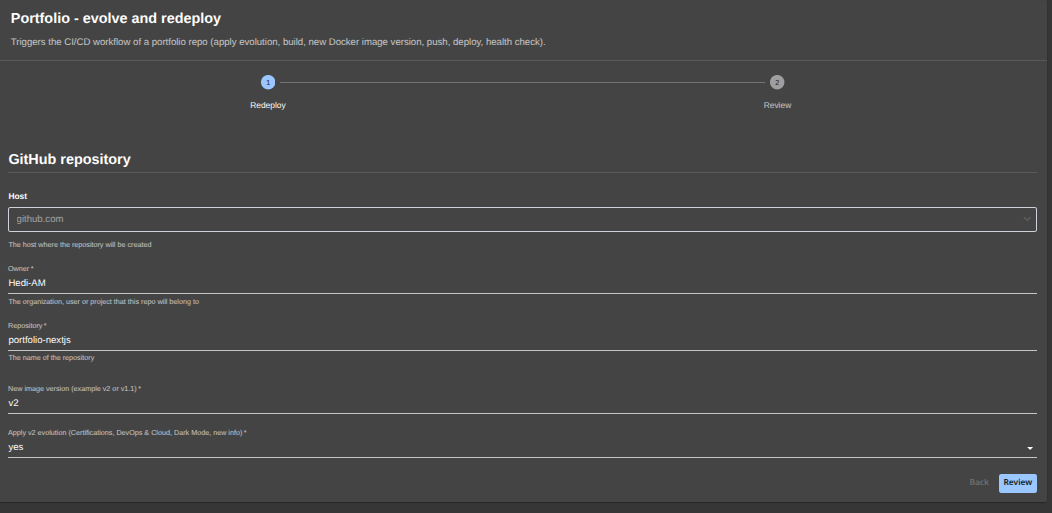 Portfolio - evolve and redeploy
Triggers the CI/CD workflow of a portfolio repo (apply evolution, build, new Docker image version, push, deploy, health check).
1
2
Redeploy
Review
GitHub repository
Host
github.com
The host where the repository will be created
Owner *
Hedi-AM
The organization, user or project that this repo will belong to
Repository *
portfolio-nextjs
The name of the repository
New image version (example v2 or v1.1) *
v2
Apply v2 evolution (Certifications, DevOps & Cloud, Dark Mode, new info) *
yes
Back
Review